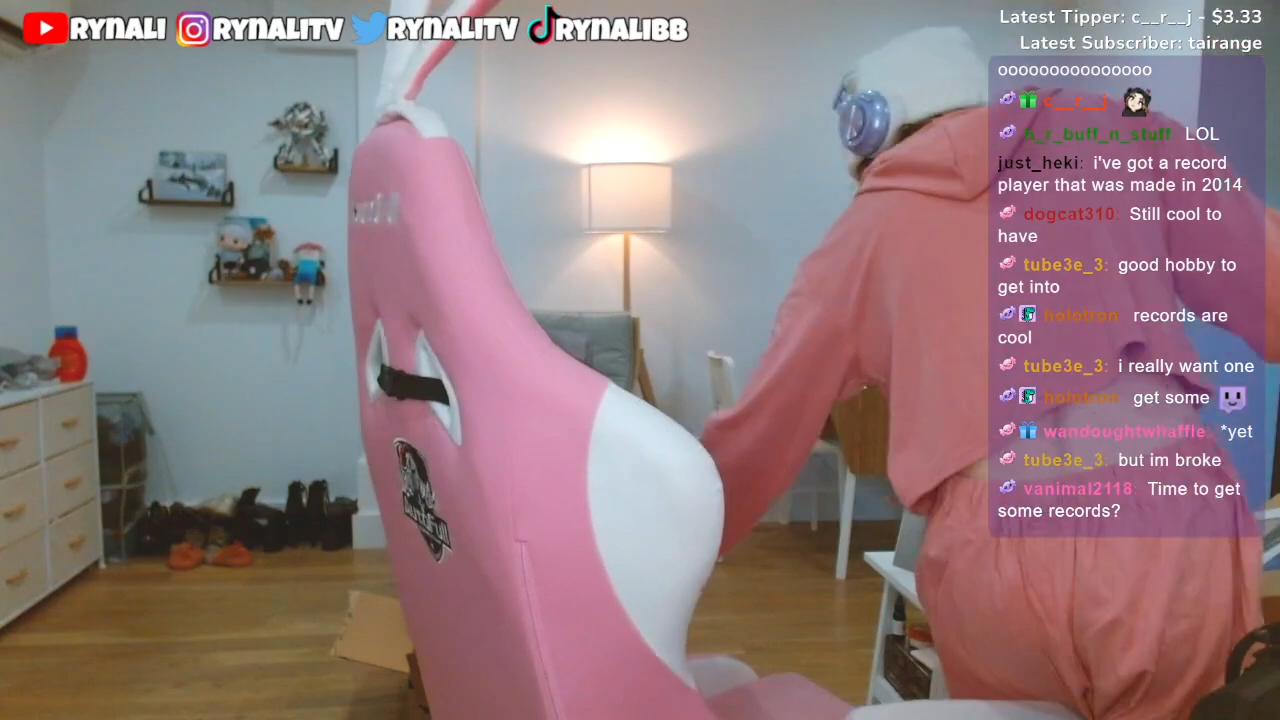 RYNALI RYNALITV RYNALITV RYNALIBB
Latest Tipper: c__r__j - $3.33
Latest Subscriber: tairange
ooooooooooooooo
c__r__j
h_r_buff_n_stuff LOL
just_heki: i've got a record
player that was made in 2014
dogcat310: Still cool to
have
tube3e_3: good hobby to
get into
holotron records are
cool
tube3e_3: i really want one
holotron get some
wandoughtwhaffle: *yet
tube3e_3: but im broke
vanimal2118: Time to get
some records?